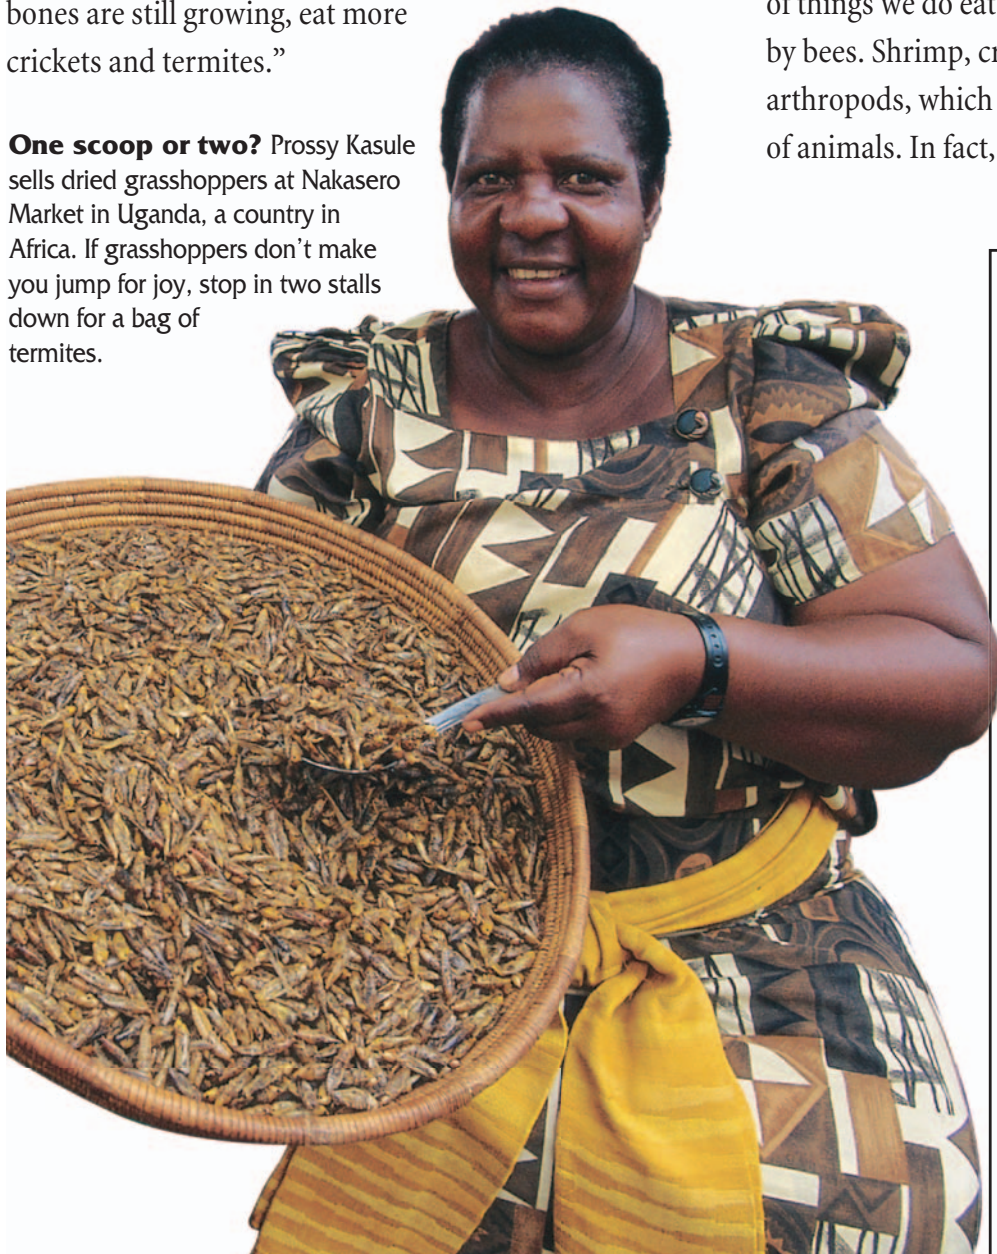 bones are still growing, eat more
crickets and termites.”
One scoop or two? Prossy Kasule
sells dried grasshoppers at Nakasero
Market in Uganda, a country in
Africa. If grasshoppers don’t make
you jump for joy, stop in two stalls
down for a bag of
termites.
of things we do eat
by bees. Shrimp,
arthropods, which
of animals. In fact,